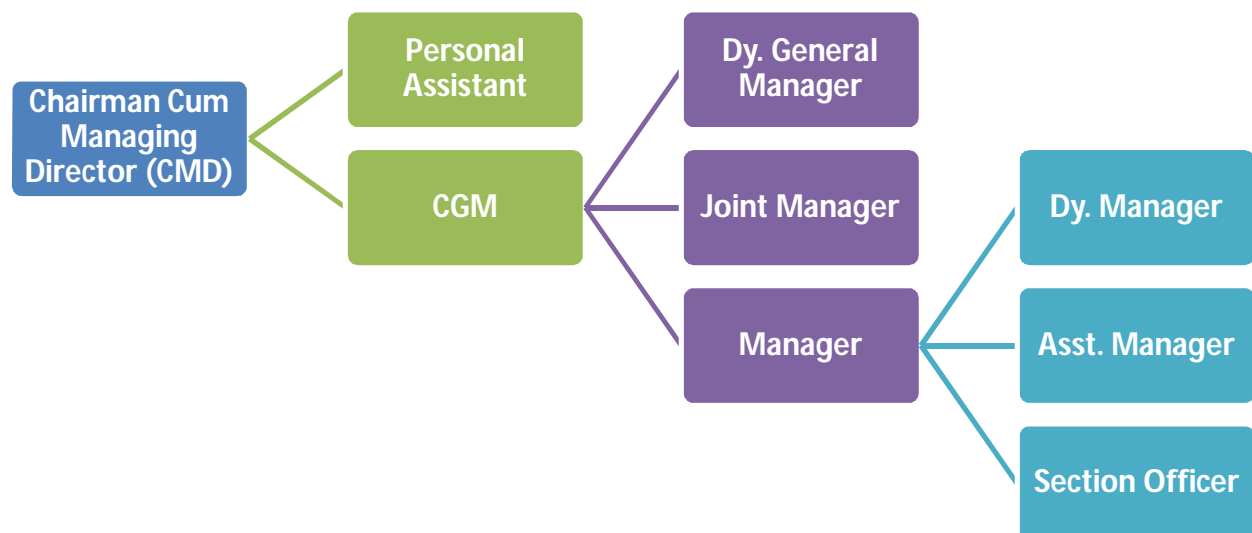 Chairman Cum
Managing
Director (CMD)
Personal
Assistant
CGM
Dy. General
Manager
Joint Manager
Manager
Dy. Manager
Asst. Manager
Section Officer